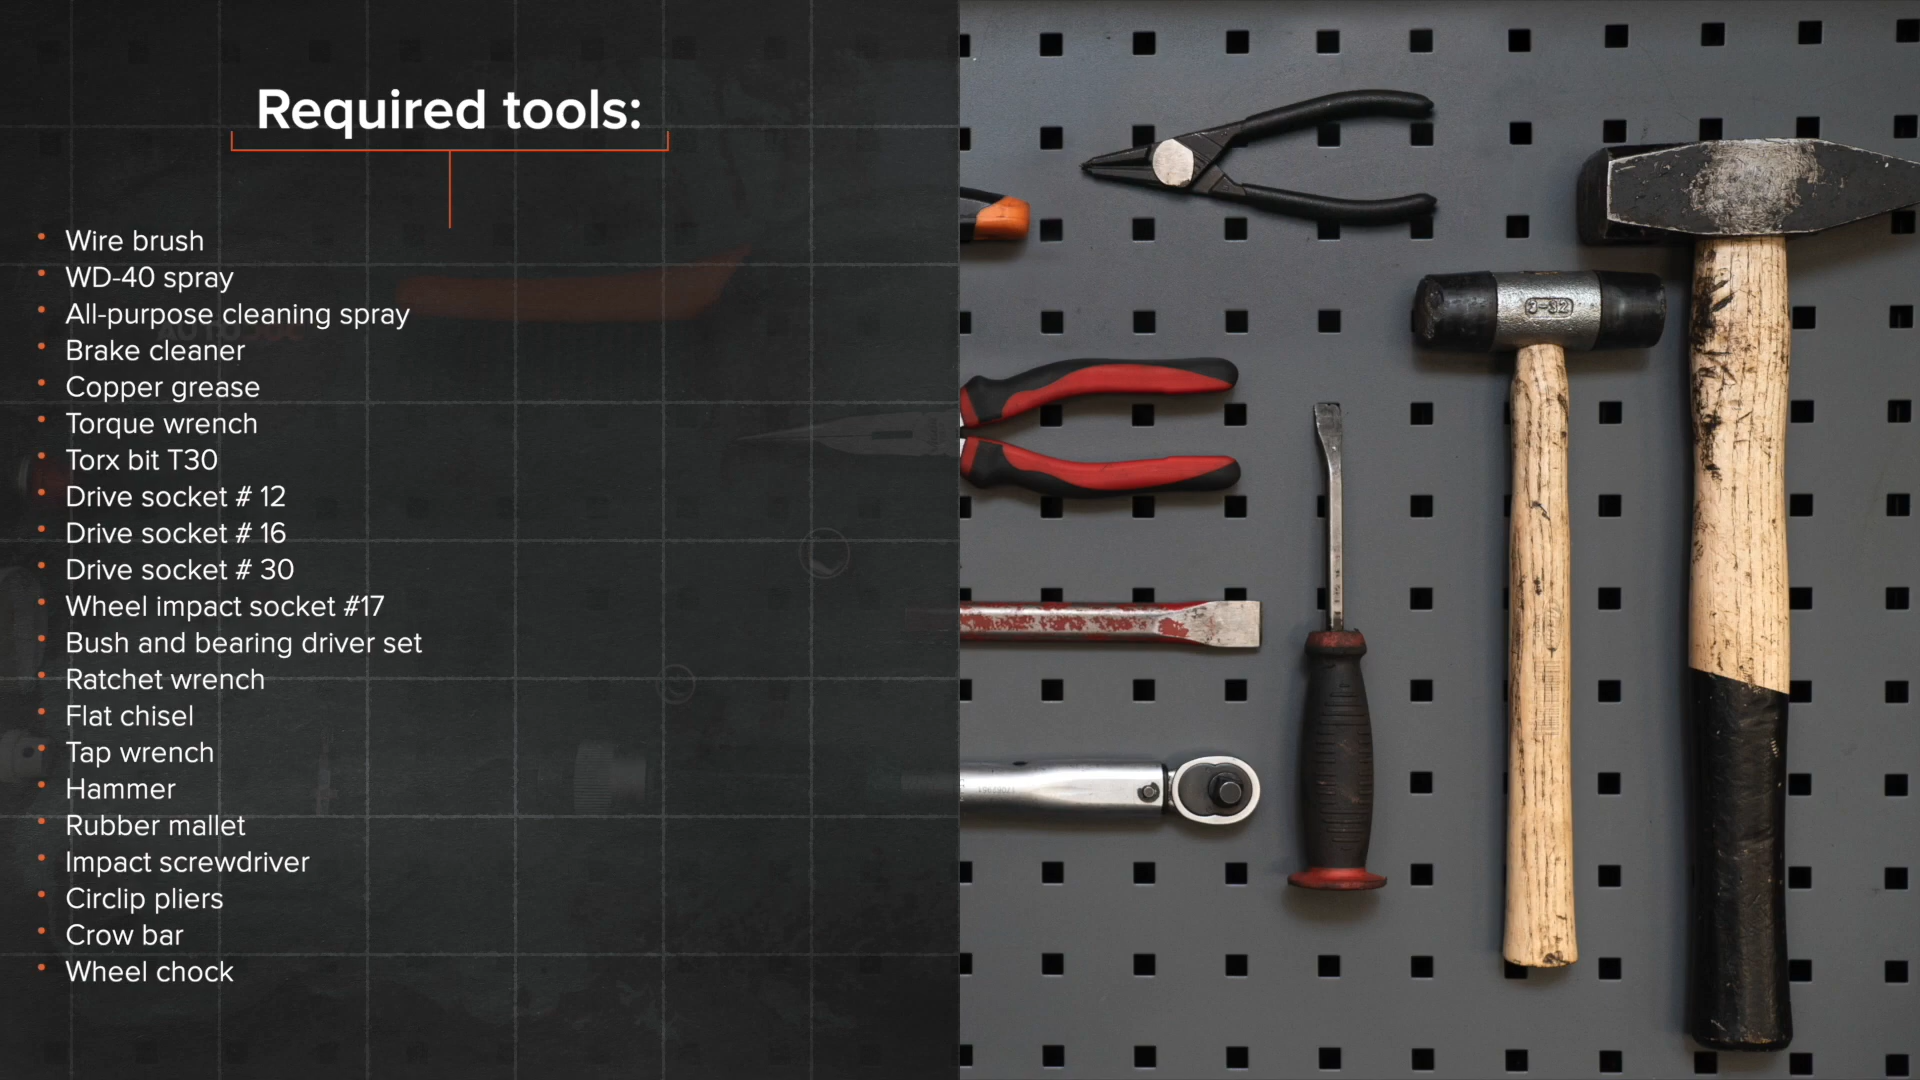 Required tools:
Wire brush
WD-40 spray
All-purpose cleaning spray
Brake cleaner
Copper grease
Torque wrench
Torx bit T30
Drive socket # 12
Drive socket # 16
Drive socket # 30
Wheel impact socket #17
Bush and bearing driver set
Ratchet wrench
Flat chisel
Tap wrench
Hammer
Rubber mallet
Impact screwdriver
Circlip pliers
Crow bar
Wheel chock
3-32